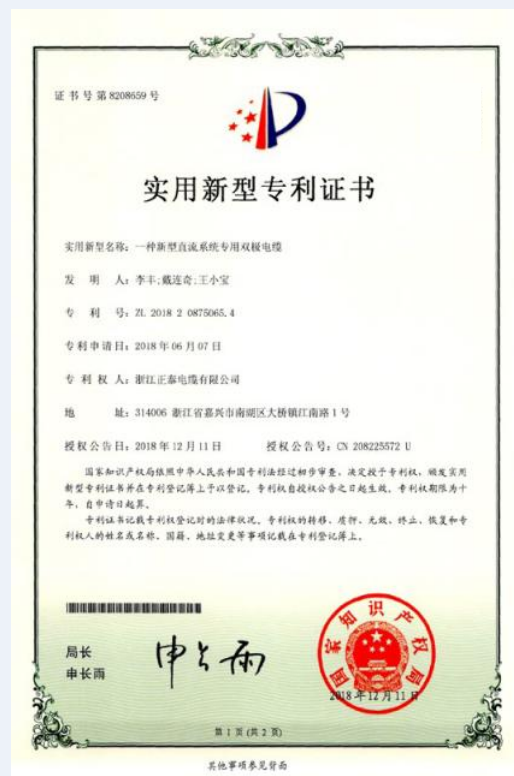 证书号第8208659号
实用新型专利证书
实用新型名称：一种新型直流系统专用双极电缆
发 明 人：李丰;戴连奇;王小宝
专 利 号：ZL 2018 2 0875065.4
专利申请日：2018年06月07日
专 利 权 人：浙江正泰电缆有限公司
地 址：314006 浙江省嘉兴市南湖区大桥镇江南路1号
授权公告日：2018年12月11日 授权公告号：CN 208225572 U
国家知识产权局依照中华人民共和国专利法经过初步审查，决定授予专利权，颁发实用
新型专利证书并在专利登记簿上予以登记。专利权自授权公告之日起生效。专利权期限为十
年，自申请日起算。
专利证书记载专利权登记时的法律状况。专利权的转移、质押、无效、终止、恢复和专
利权人的姓名或名称、国籍、地址变更等事项记载在专利登记簿上。
局长
申长雨
申长雨
国家知识产权局
2018年12月11日
第 1 页 (共 2 页)
其他事项参见背面